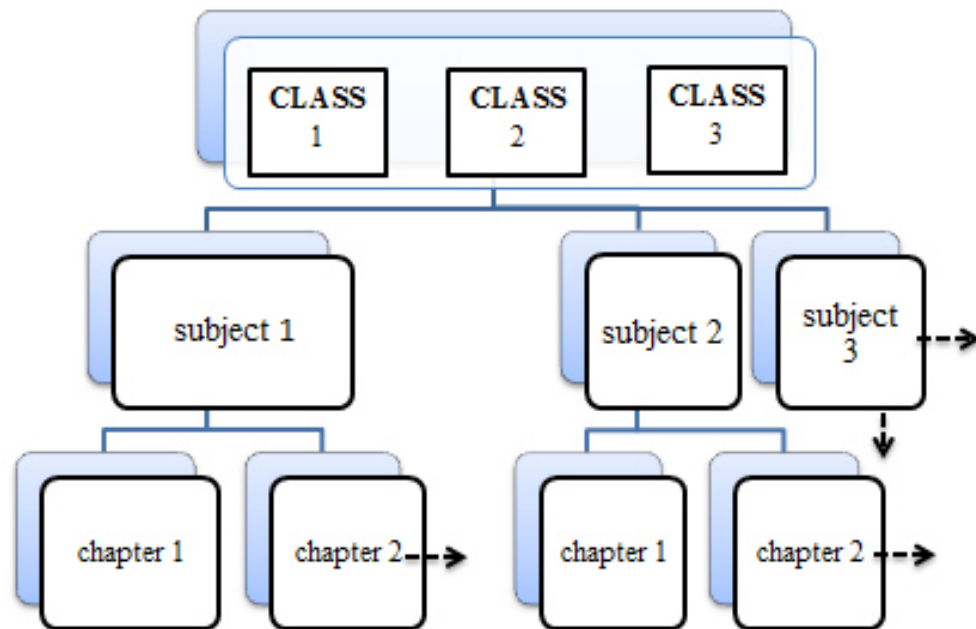 CLASS
1
CLASS
2
CLASS
3
subject 1
subject 2
subject
3
chapter 1
chapter 2
chapter 1
chapter 2